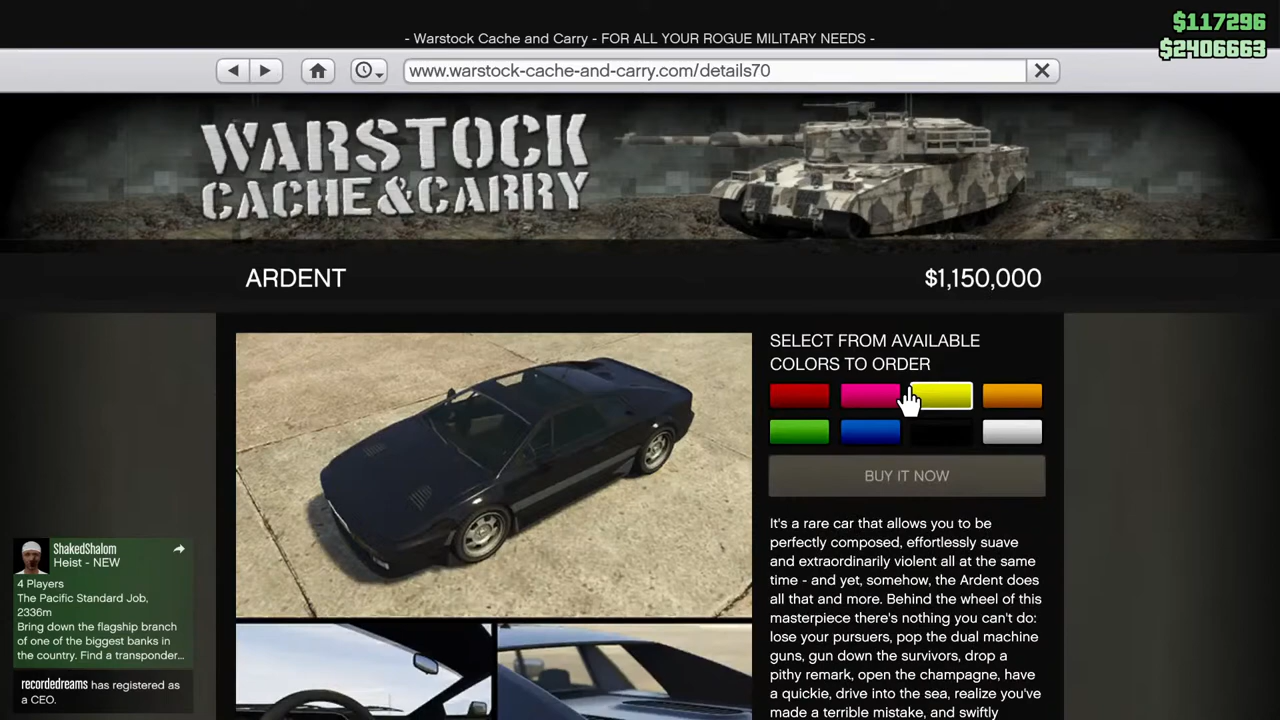 $117296
$2406663
- Warstock Cache and Carry - FOR ALL YOUR ROGUE MILITARY NEEDS -
www.warstock-cache-and-carry.com/details70
WARSTOCK
CACHE&CARRY
ARDENT
$1,150,000
SELECT FROM AVAILABLE
COLORS TO ORDER
BUY IT NOW
It's a rare car that allows you to be
perfectly composed, effortlessly suave
and extraordinarily violent all at the same
time - and yet, somehow, the Ardent does
all that and more. Behind the wheel of this
masterpiece there's nothing you can't do:
lose your pursuers, pop the dual machine
guns, gun down the survivors, drop a
pithy remark, open the champagne, have
a quickie, drive into the sea, realize you've
made a terrible mistake, and swiftly
ShakedShalom
Heist - NEW
4 Players
The Pacific Standard Job,
2336m
Bring down the flagship branch
of one of the biggest banks in
the country. Find a transponder...
recordedreams has registered as
a CEO.